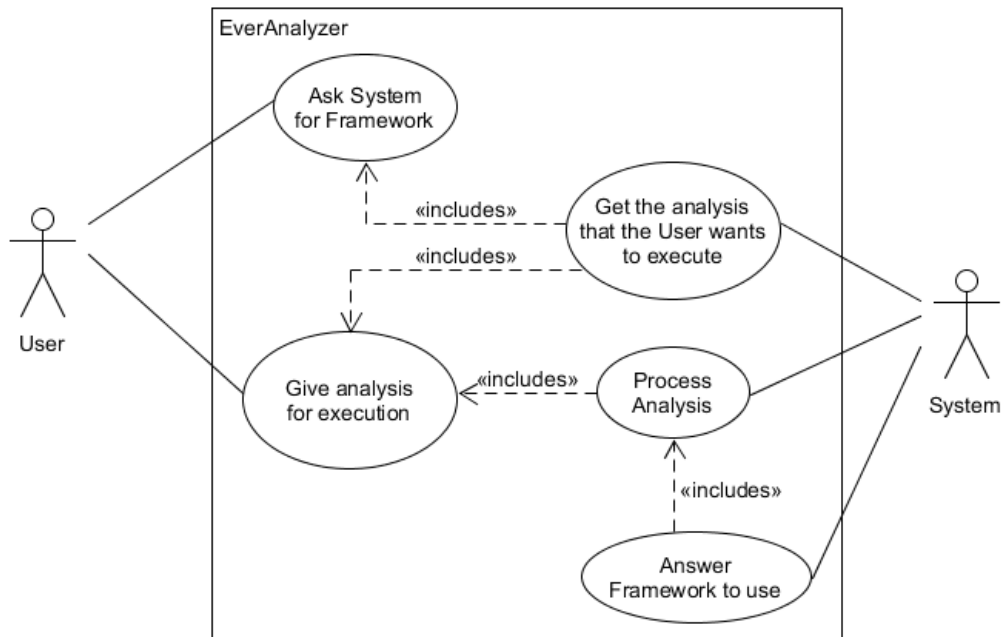 EverAnalyzer
Ask System
for Framework
«includes»
Get the analysis
that the User wants
to execute
«includes»
User
Give analysis
for execution
«includes»
Process
Analysis
System
«includes»
Answer
Framework to use